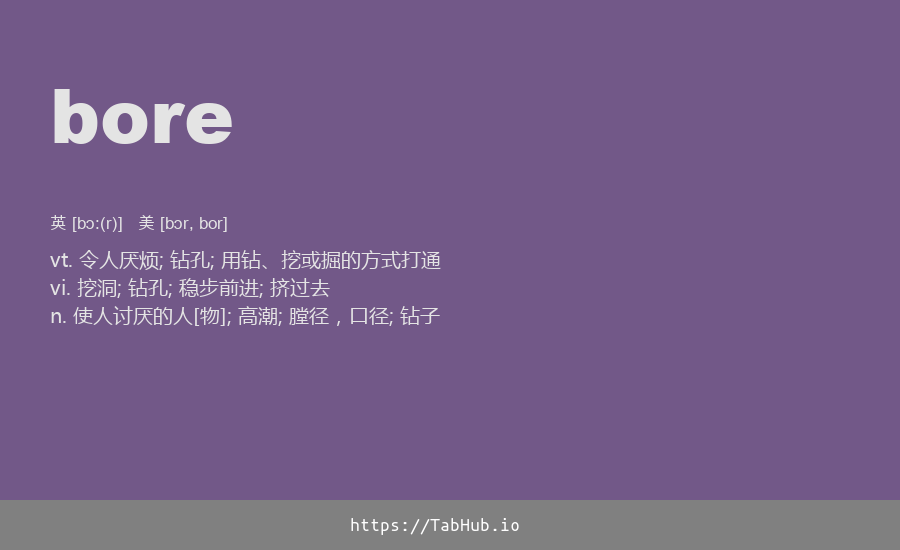 bore
英 [bɔː(r)] 美 [bɔr, bor]
vt. 令人厌烦; 钻孔; 用钻、挖或掘的方式打通
vi. 挖洞; 钻孔; 稳步前进; 挤过去
n. 使人讨厌的人[物]; 高潮; 膛径，口径; 钻子
https://TabHub.io